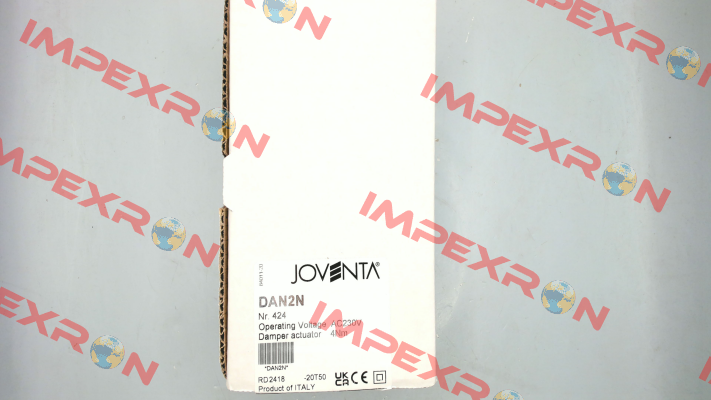 IMPEXRON
IMPEXRON
IMPEXRON
IMPEXRON
IMPEXRON
IMPEXRON
IMPEXRON
JOVENTA®
DAN2N
Nr. 424
Operating Voltage AC230V
Damper actuator 4Nm
*DAN2N*
RD2418 -20T50 UK CA CE
Product of ITALY